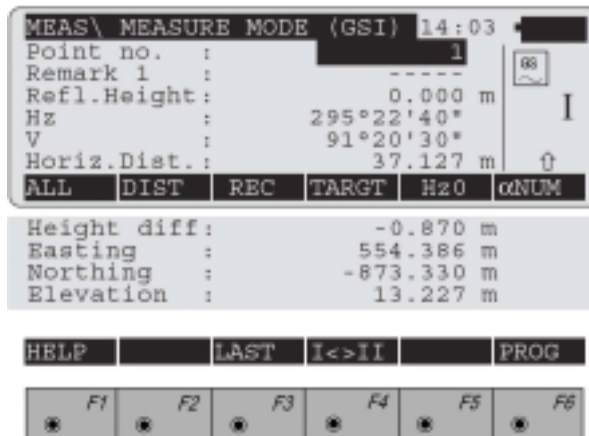 MEAS\ MEASURE MODE (GSI) 14:03
Point no. : 1
Remark 1 : -----
Refl.Height: 0.000 m
Hz : 295°22'40"
V : 91°20'30"
Horiz.Dist.: 37.127 m
I
ALL DIST REC TARGT Hz0 αNUM
Height diff: -0.870 m
Easting : 554.386 m
Northing : -873.330 m
Elevation : 13.227 m
HELP LAST I<>II PROG
F1 F2 F3 F4 F5 F6